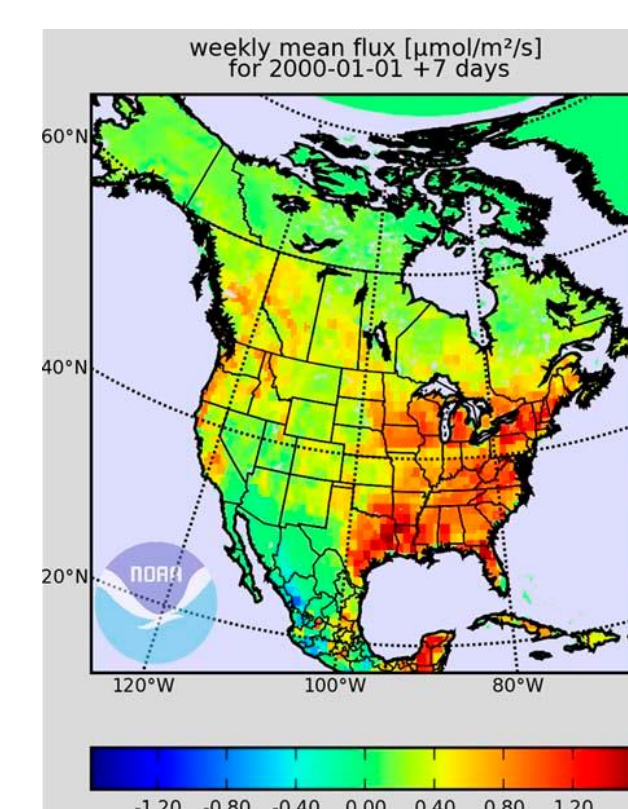 weekly mean flux [μmol/m²/s]
for 2000-01-01 +7 days
60°N
40°N
20°N
NOAA
120°W 100°W 80°W
-1.20 -0.80 -0.40 0.00 0.40 0.80 1.20